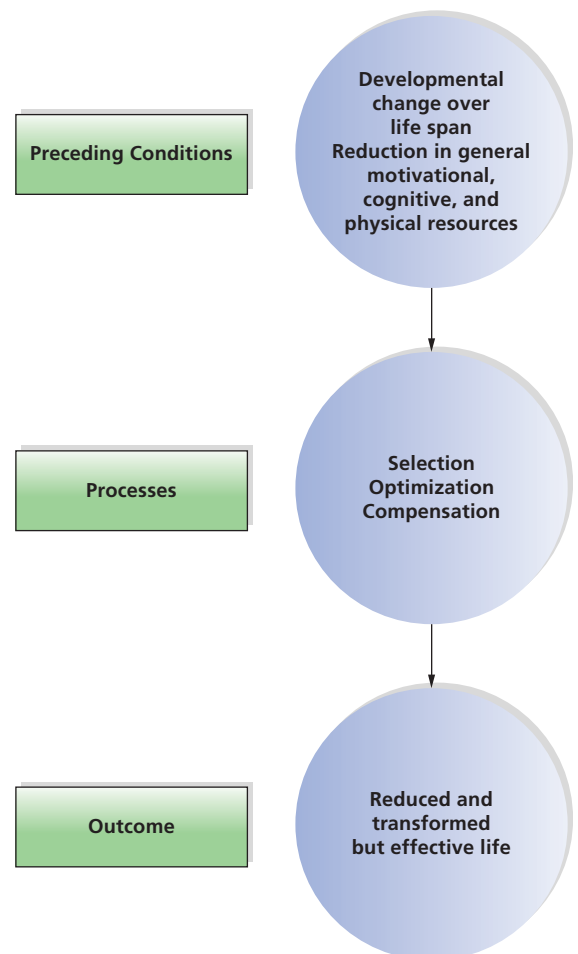 Preceding Conditions
Developmental
change over
life span
Reduction in general
motivational,
cognitive, and
physical resources
Processes
Selection
Optimization
Compensation
Outcome
Reduced and
transformed
but effective life